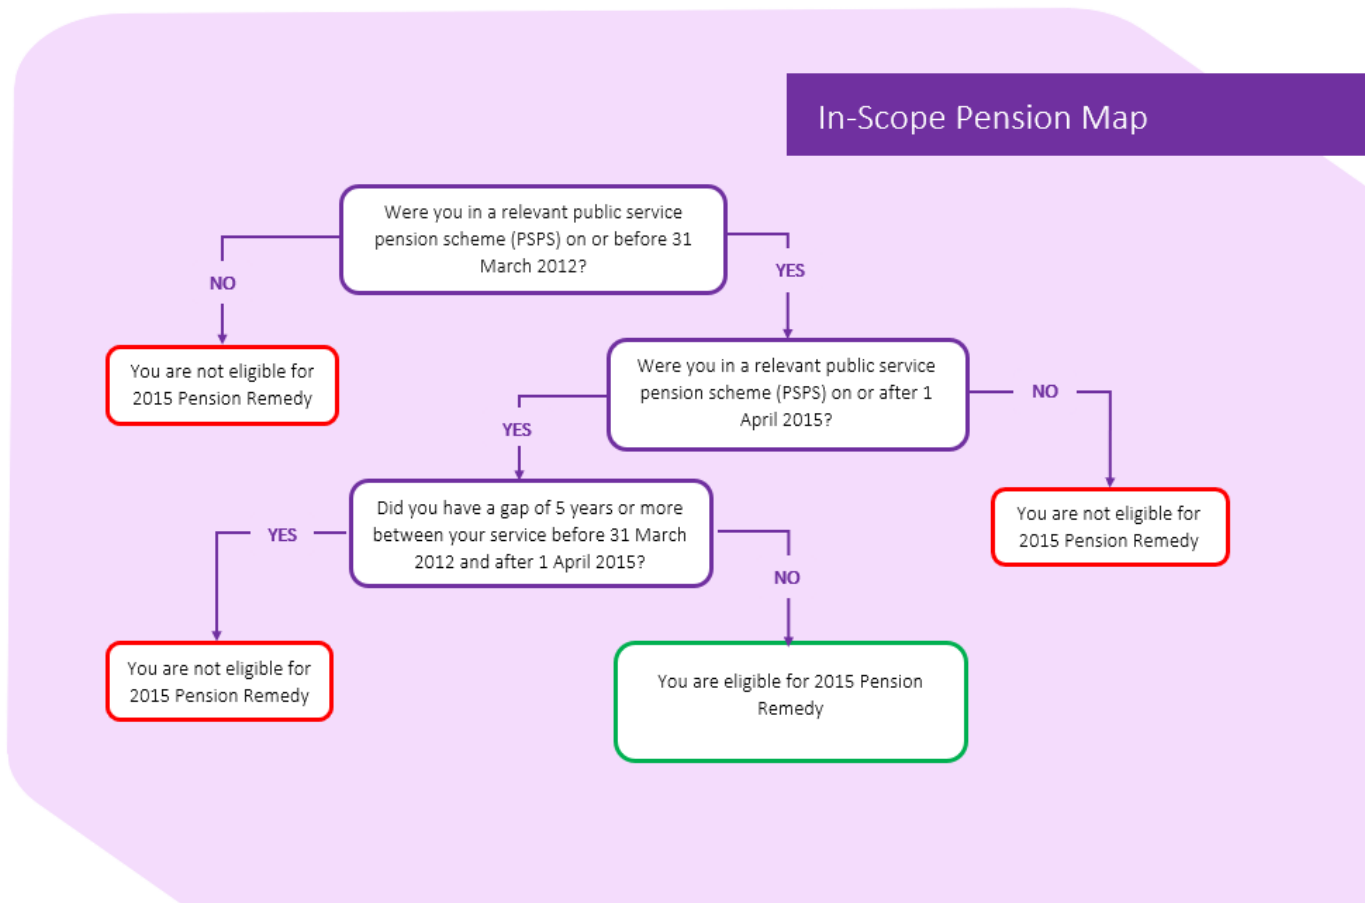 In-Scope Pension Map
Were you in a relevant public service
pension scheme (PSPS) on or before 31
March 2012?
NO
YES
You are not eligible for
2015 Pension Remedy
Were you in a relevant public service
pension scheme (PSPS) on or after 1
April 2015?
YES
NO
Did you have a gap of 5 years or more
between your service before 31 March
2012 and after 1 April 2015?
You are not eligible for
2015 Pension Remedy
YES
NO
You are not eligible for
2015 Pension Remedy
You are eligible for 2015 Pension
Remedy